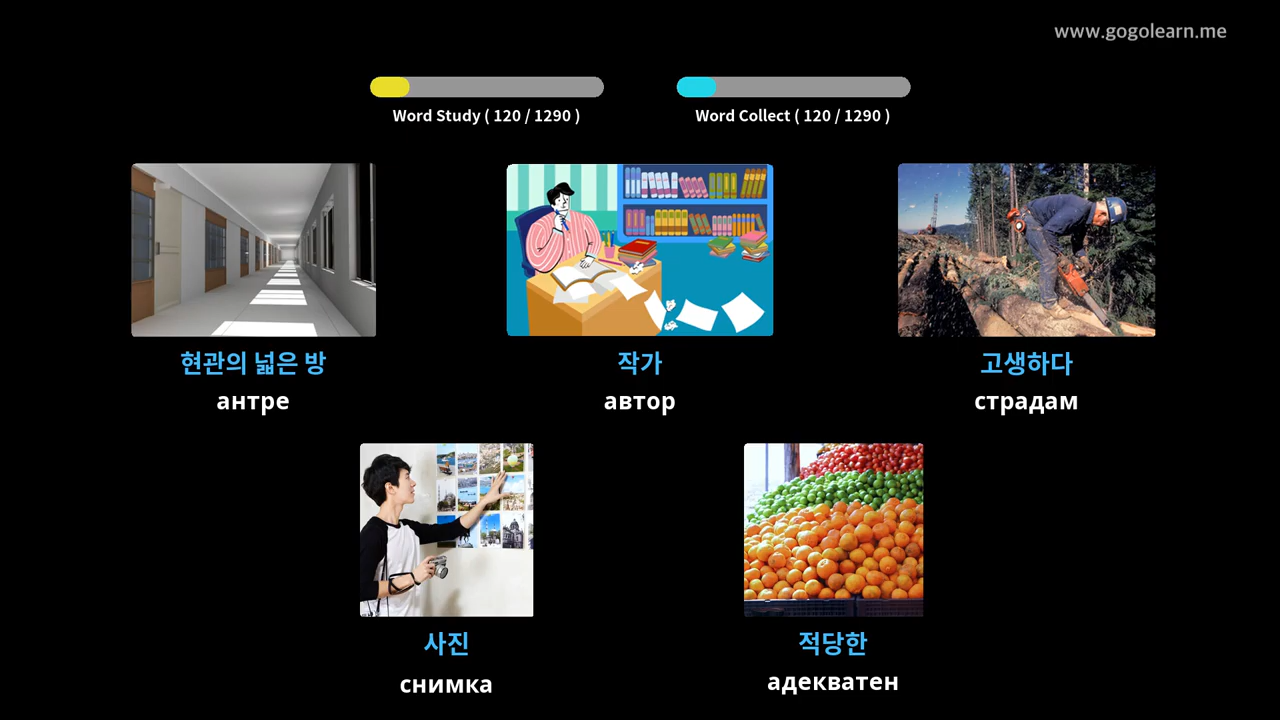 www.gogolearn.me
Word Study ( 120 / 1290 )
Word Collect ( 120 / 1290 )
현관의 넓은 방
антре
작가
автор
고생하다
страдам
사진
снимка
적당한
адекватен